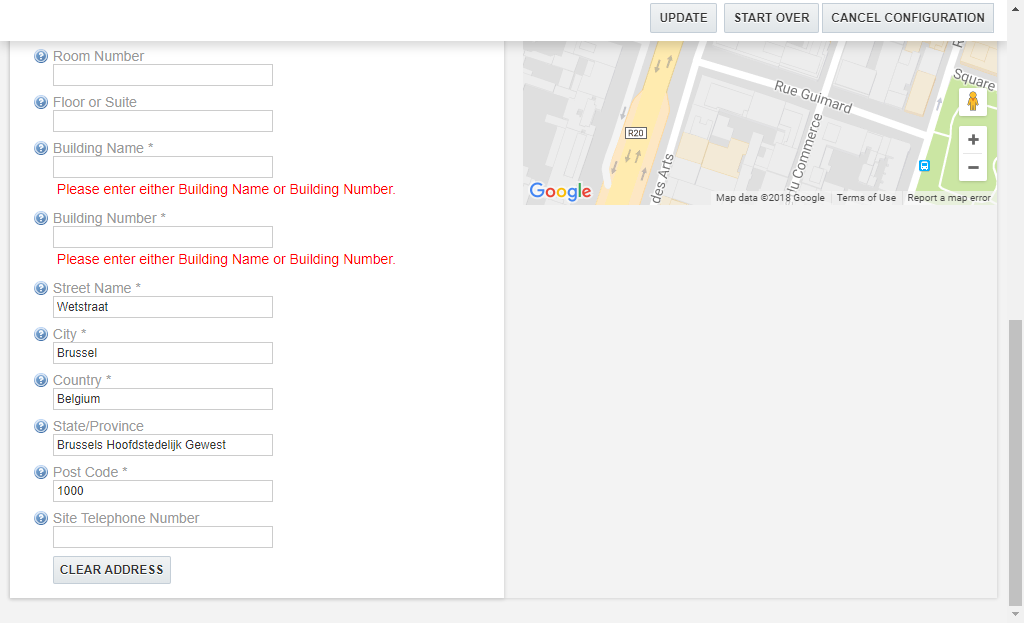 UPDATE START OVER CANCEL CONFIGURATION
Room Number
Floor or Suite
Building Name *
Please enter either Building Name or Building Number.
Building Number *
Please enter either Building Name or Building Number.
Street Name *
Wetstraat
City *
Brussel
Country *
Belgium
State/Province
Brussels Hoofdstedelijk Gewest
Post Code *
1000
Site Telephone Number
CLEAR ADDRESS
Square
Rue Guimard
R20
des Arts
du Commerce
Google
Map data ©2018 Google Terms of Use Report a map error